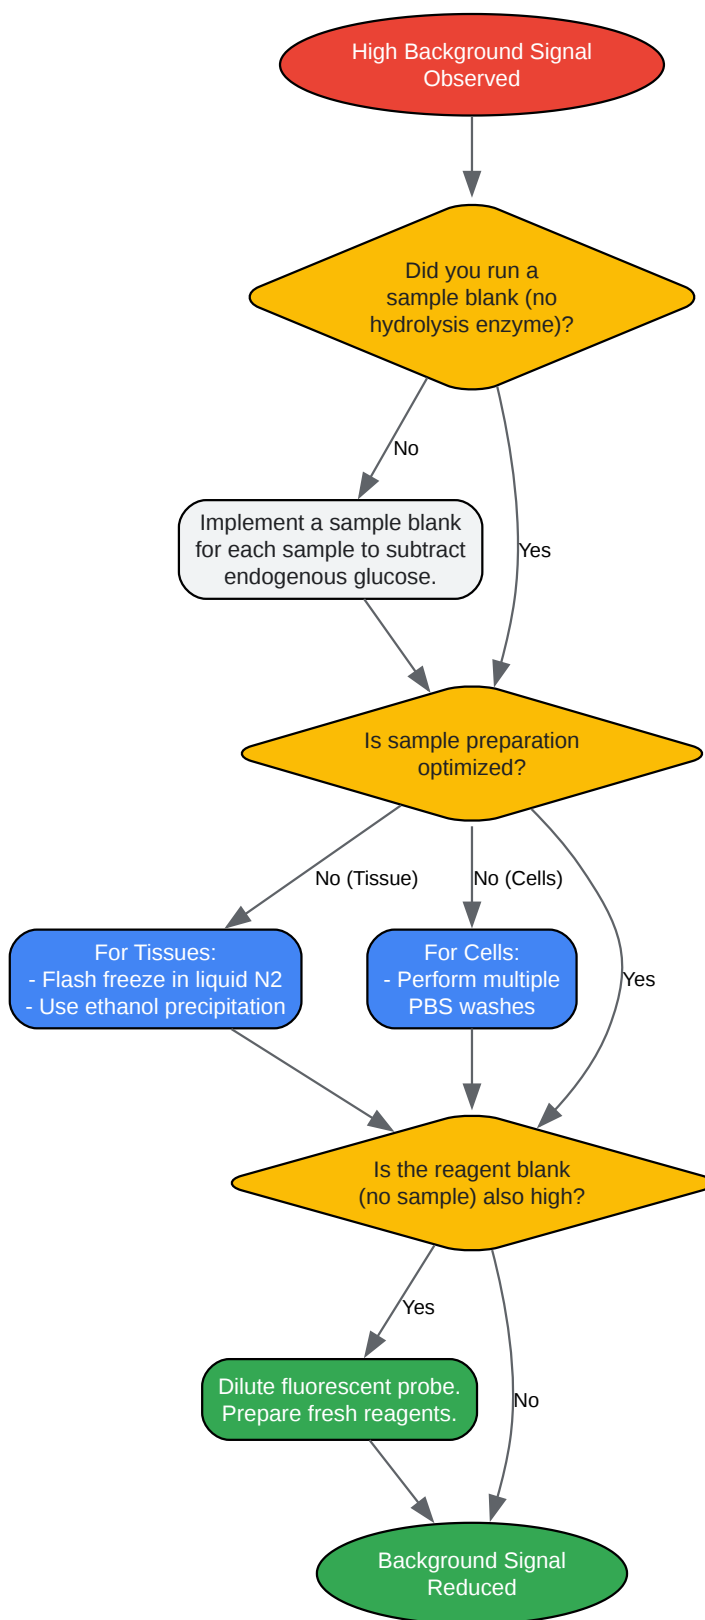 High Background Signal
Observed
Did you run a
sample blank (no
hydrolysis enzyme)?
No
Yes
Implement a sample blank
for each sample to subtract
endogenous glucose.
Is sample preparation
optimized?
No (Tissue)
No (Cells)
Yes
For Tissues:
- Flash freeze in liquid N2
- Use ethanol precipitation
For Cells:
- Perform multiple
PBS washes
Is the reagent blank
(no sample) also high?
Yes
No
Dilute fluorescent probe.
Prepare fresh reagents.
Background Signal
Reduced